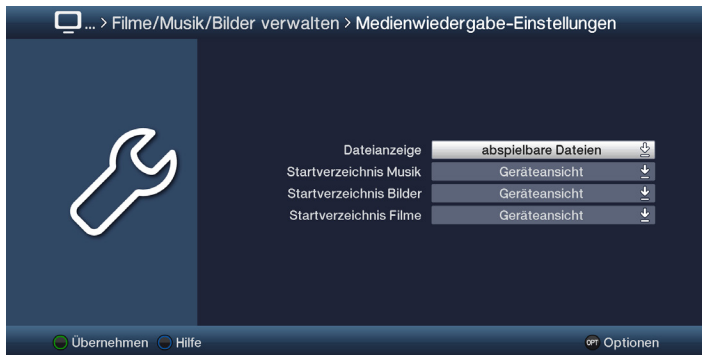 ... > Filme/Musik/Bilder verwalten > Medienwiedergabe-Einstellungen
Dateianzeige abspielbare Dateien
Startverzeichnis Musik Geräteansicht
Startverzeichnis Bilder Geräteansicht
Startverzeichnis Filme Geräteansicht
Übernehmen Hilfe OPT Optionen